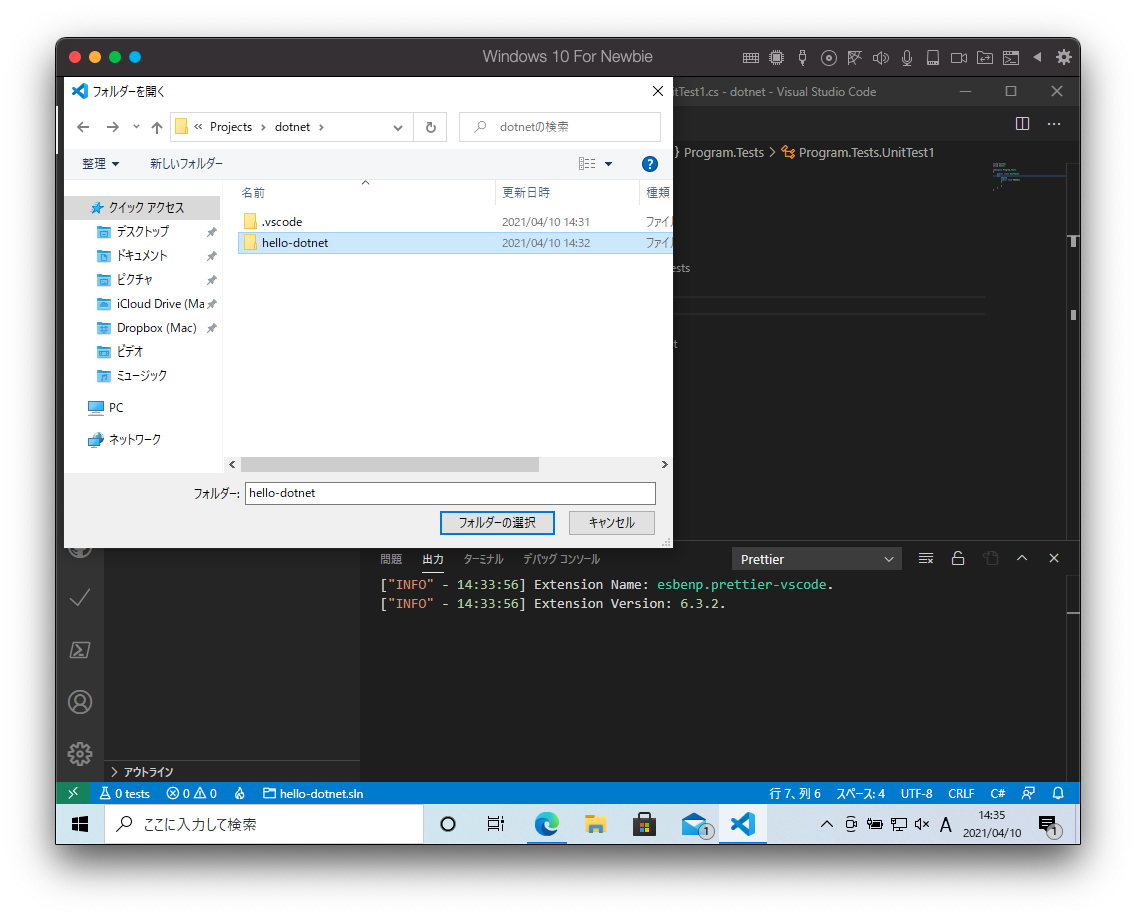 Windows 10 For Newbie
フォルダーを開く
tTest1.cs - dotnet - Visual Studio Code
« Projects › dotnet ›
dotnetの検索
} Program.Tests > Program.Tests.UnitTest1
整理 新しいフォルダー
?
名前 更新日時 種類
クイック アクセス
.vscode 2021/04/10 14:31 ファイ
デスクトップ
hello-dotnet 2021/04/10 14:32 ファイ
ドキュメント
ests
ピクチャ
iCloud Drive (Ma
Dropbox (Mac)
t
ビデオ
ミュージック
PC
ネットワーク
フォルダー: hello-dotnet
フォルダーの選択 キャンセル
問題 出力 ターミナル デバッグ コンソール Prettier
["INFO" - 14:33:56] Extension Name: esbenp.prettier-vscode.
["INFO" - 14:33:56] Extension Version: 6.3.2.
アウトライン
0 tests 0 0 hello-dotnet.sln 行 7、列 6 スペース: 4 UTF-8 CRLF C#
ここに入力して検索 1 A 14:35
2021/04/10 1